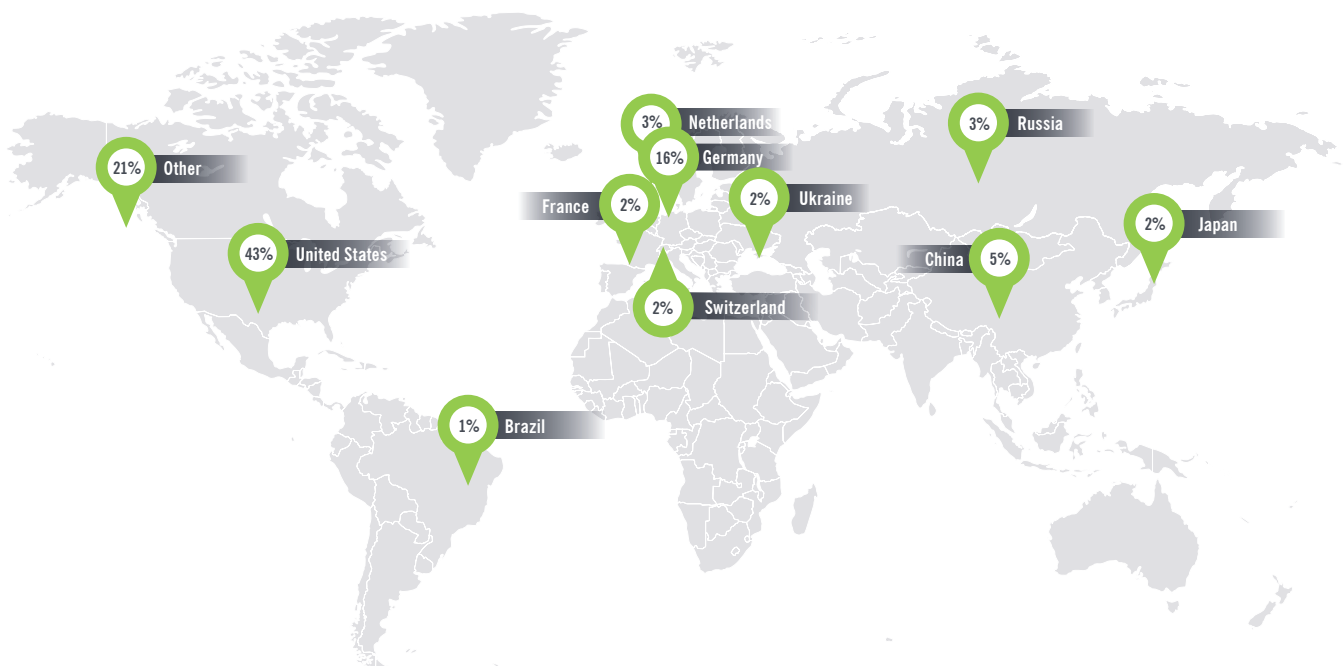 3% Netherlands
3% Russia
16% Germany
21% Other
2% Ukraine
France 2%
2% Japan
43% United States
China 5%
2% Switzerland
1% Brazil